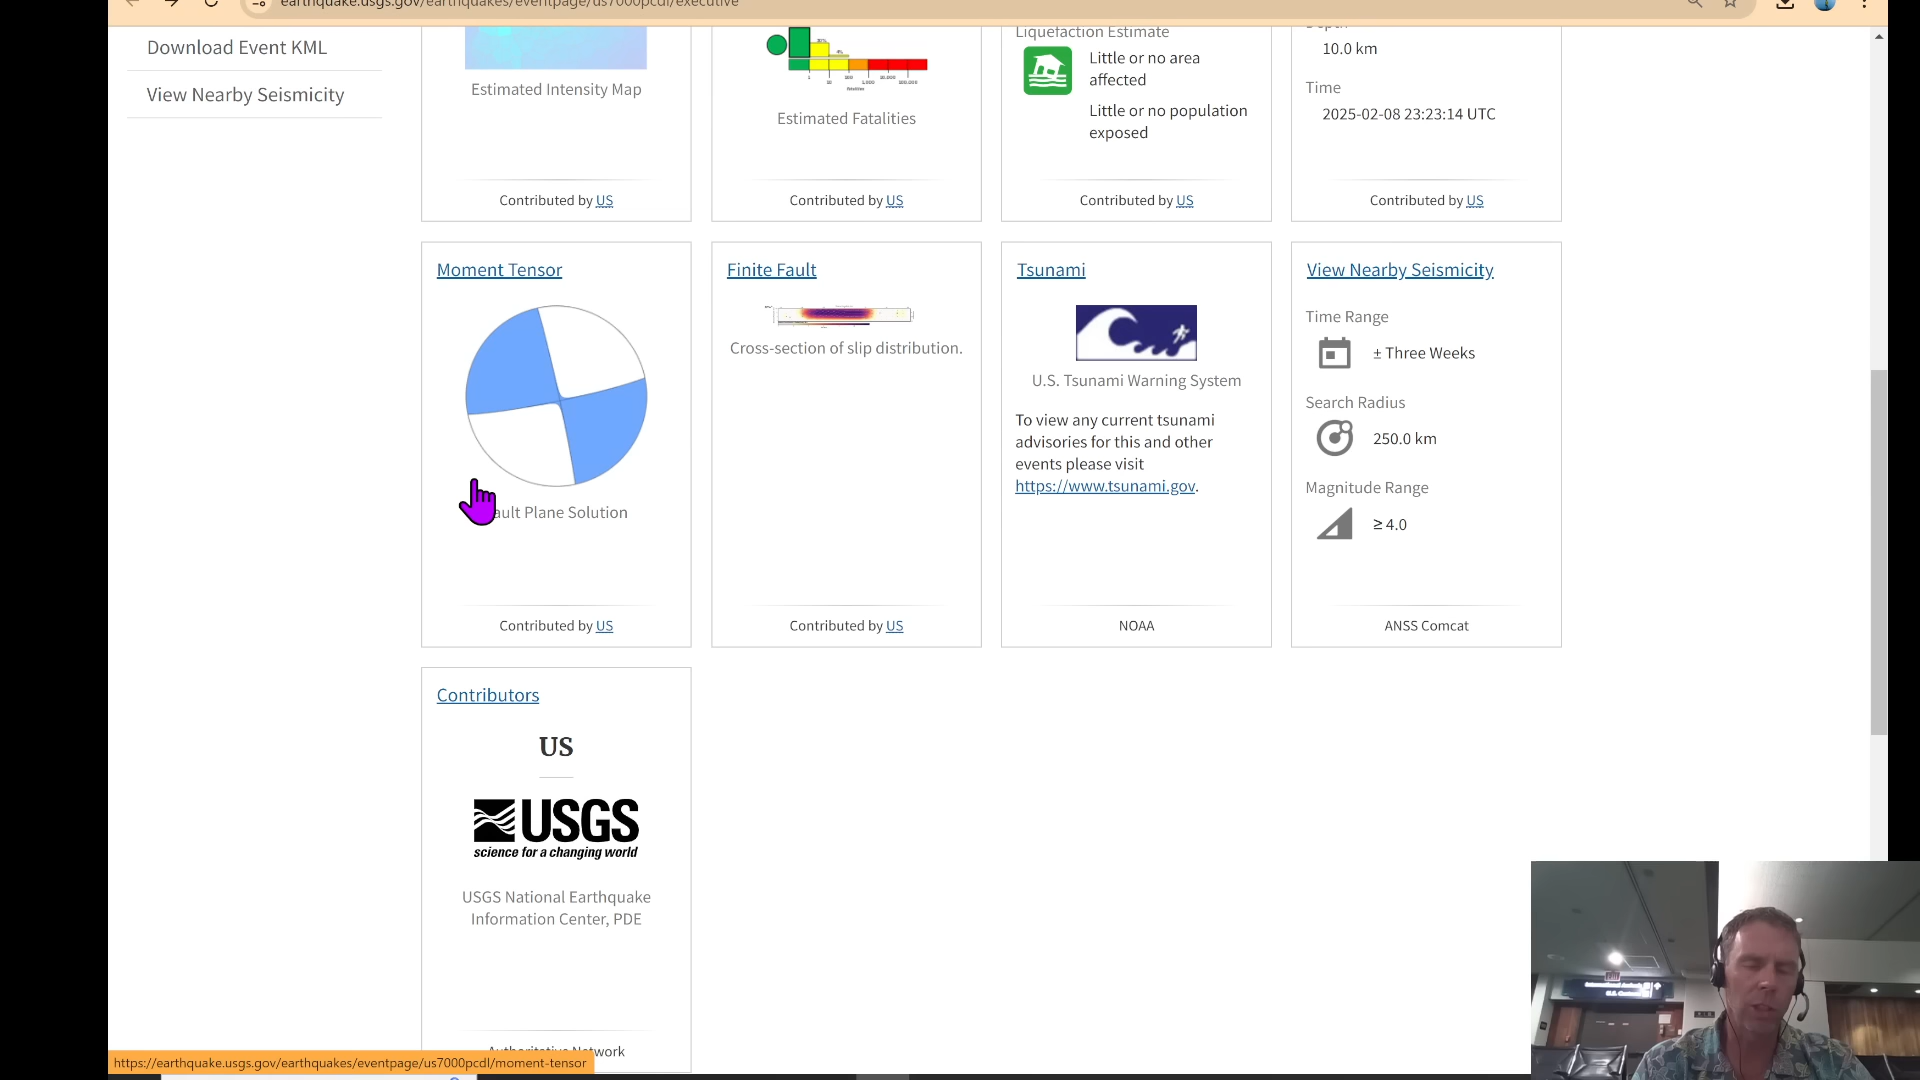 earthquake.usgs.gov/earthquakes/eventpage/us7000pcdl/executive
Download Event KML
View Nearby Seismicity
Estimated Intensity Map
Contributed by US
Estimated Fatalities
Contributed by US
Liquefaction Estimate
Little or no area
affected
Little or no population
exposed
Contributed by US
Depth
10.0 km
Time
2025-02-08 23:23:14 UTC
Contributed by US
Moment Tensor
ault Plane Solution
Contributed by US
Finite Fault
Cross-section of slip distribution.
Contributed by US
Tsunami
U.S. Tsunami Warning System
To view any current tsunami
advisories for this and other
events please visit
https://www.tsunami.gov.
NOAA
View Nearby Seismicity
Time Range
± Three Weeks
Search Radius
250.0 km
Magnitude Range
≥ 4.0
ANSS Comcat
Contributors
US
USGS
science for a changing world
USGS National Earthquake
Information Center, PDE
Authoritative Network
https://earthquake.usgs.gov/earthquakes/eventpage/us7000pcdl/moment-tensor